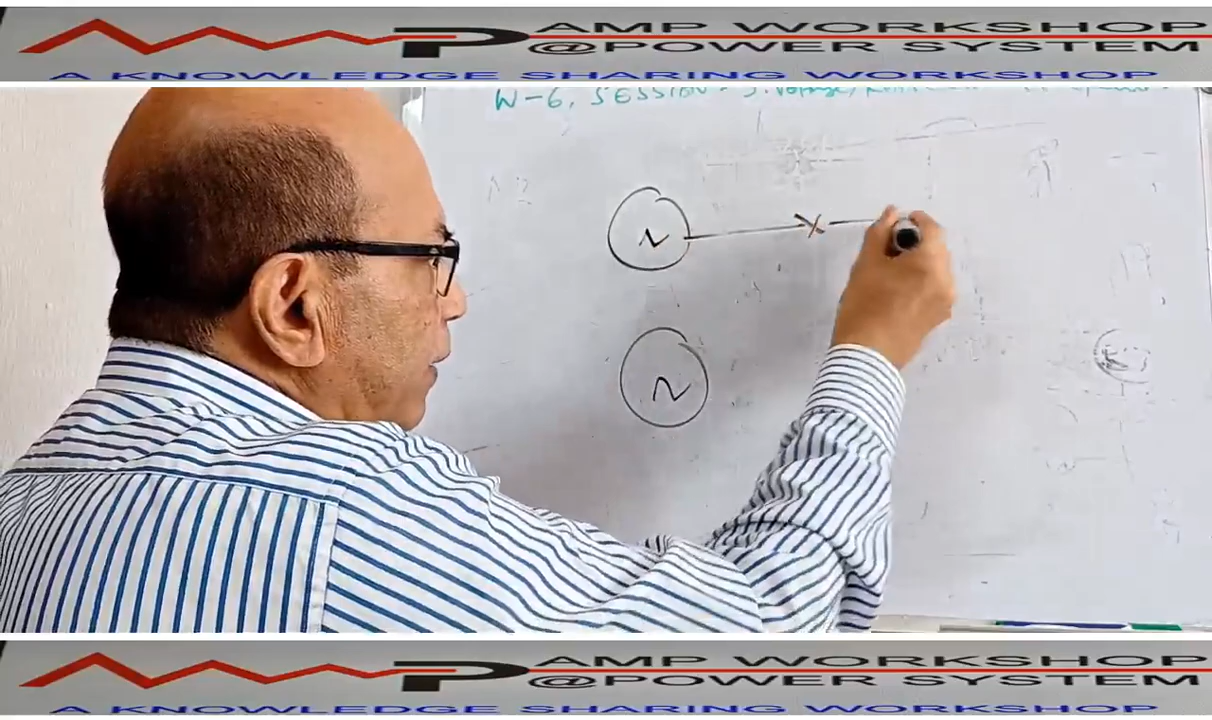 AMP WORKSHOP
@POWER SYSTEM
A KNOWLEDGE SHARING WORKSHOP
W-6, SESSION-
N
N
AMP WORKSHOP
@POWER SYSTEM
A KNOWLEDGE SHARING WORKSHOP